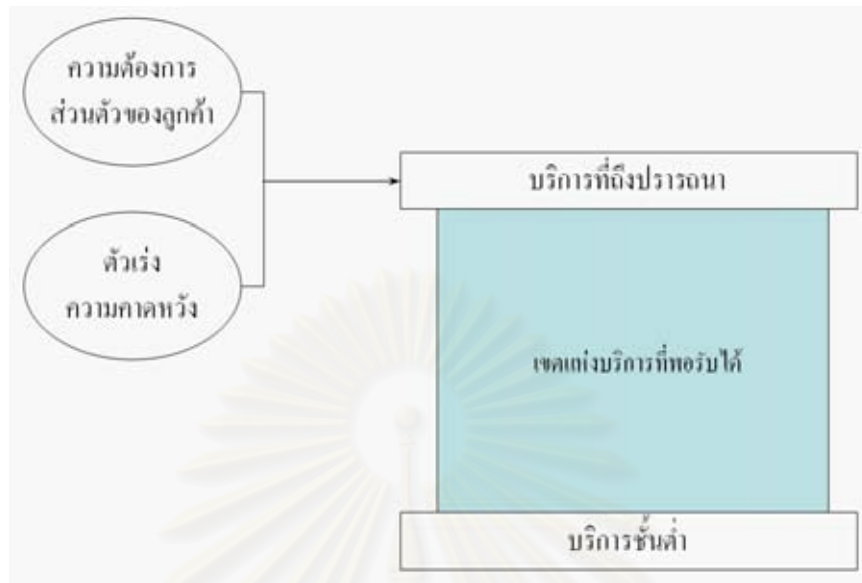 ความต้องการ
ส่วนตัวของลูกค้า
ตัวเร่ง
ความคาดหวัง
บริการที่ถึงปรารถนา
เขตแห่งบริการที่พอรับได้
บริการชั้นต่ำ